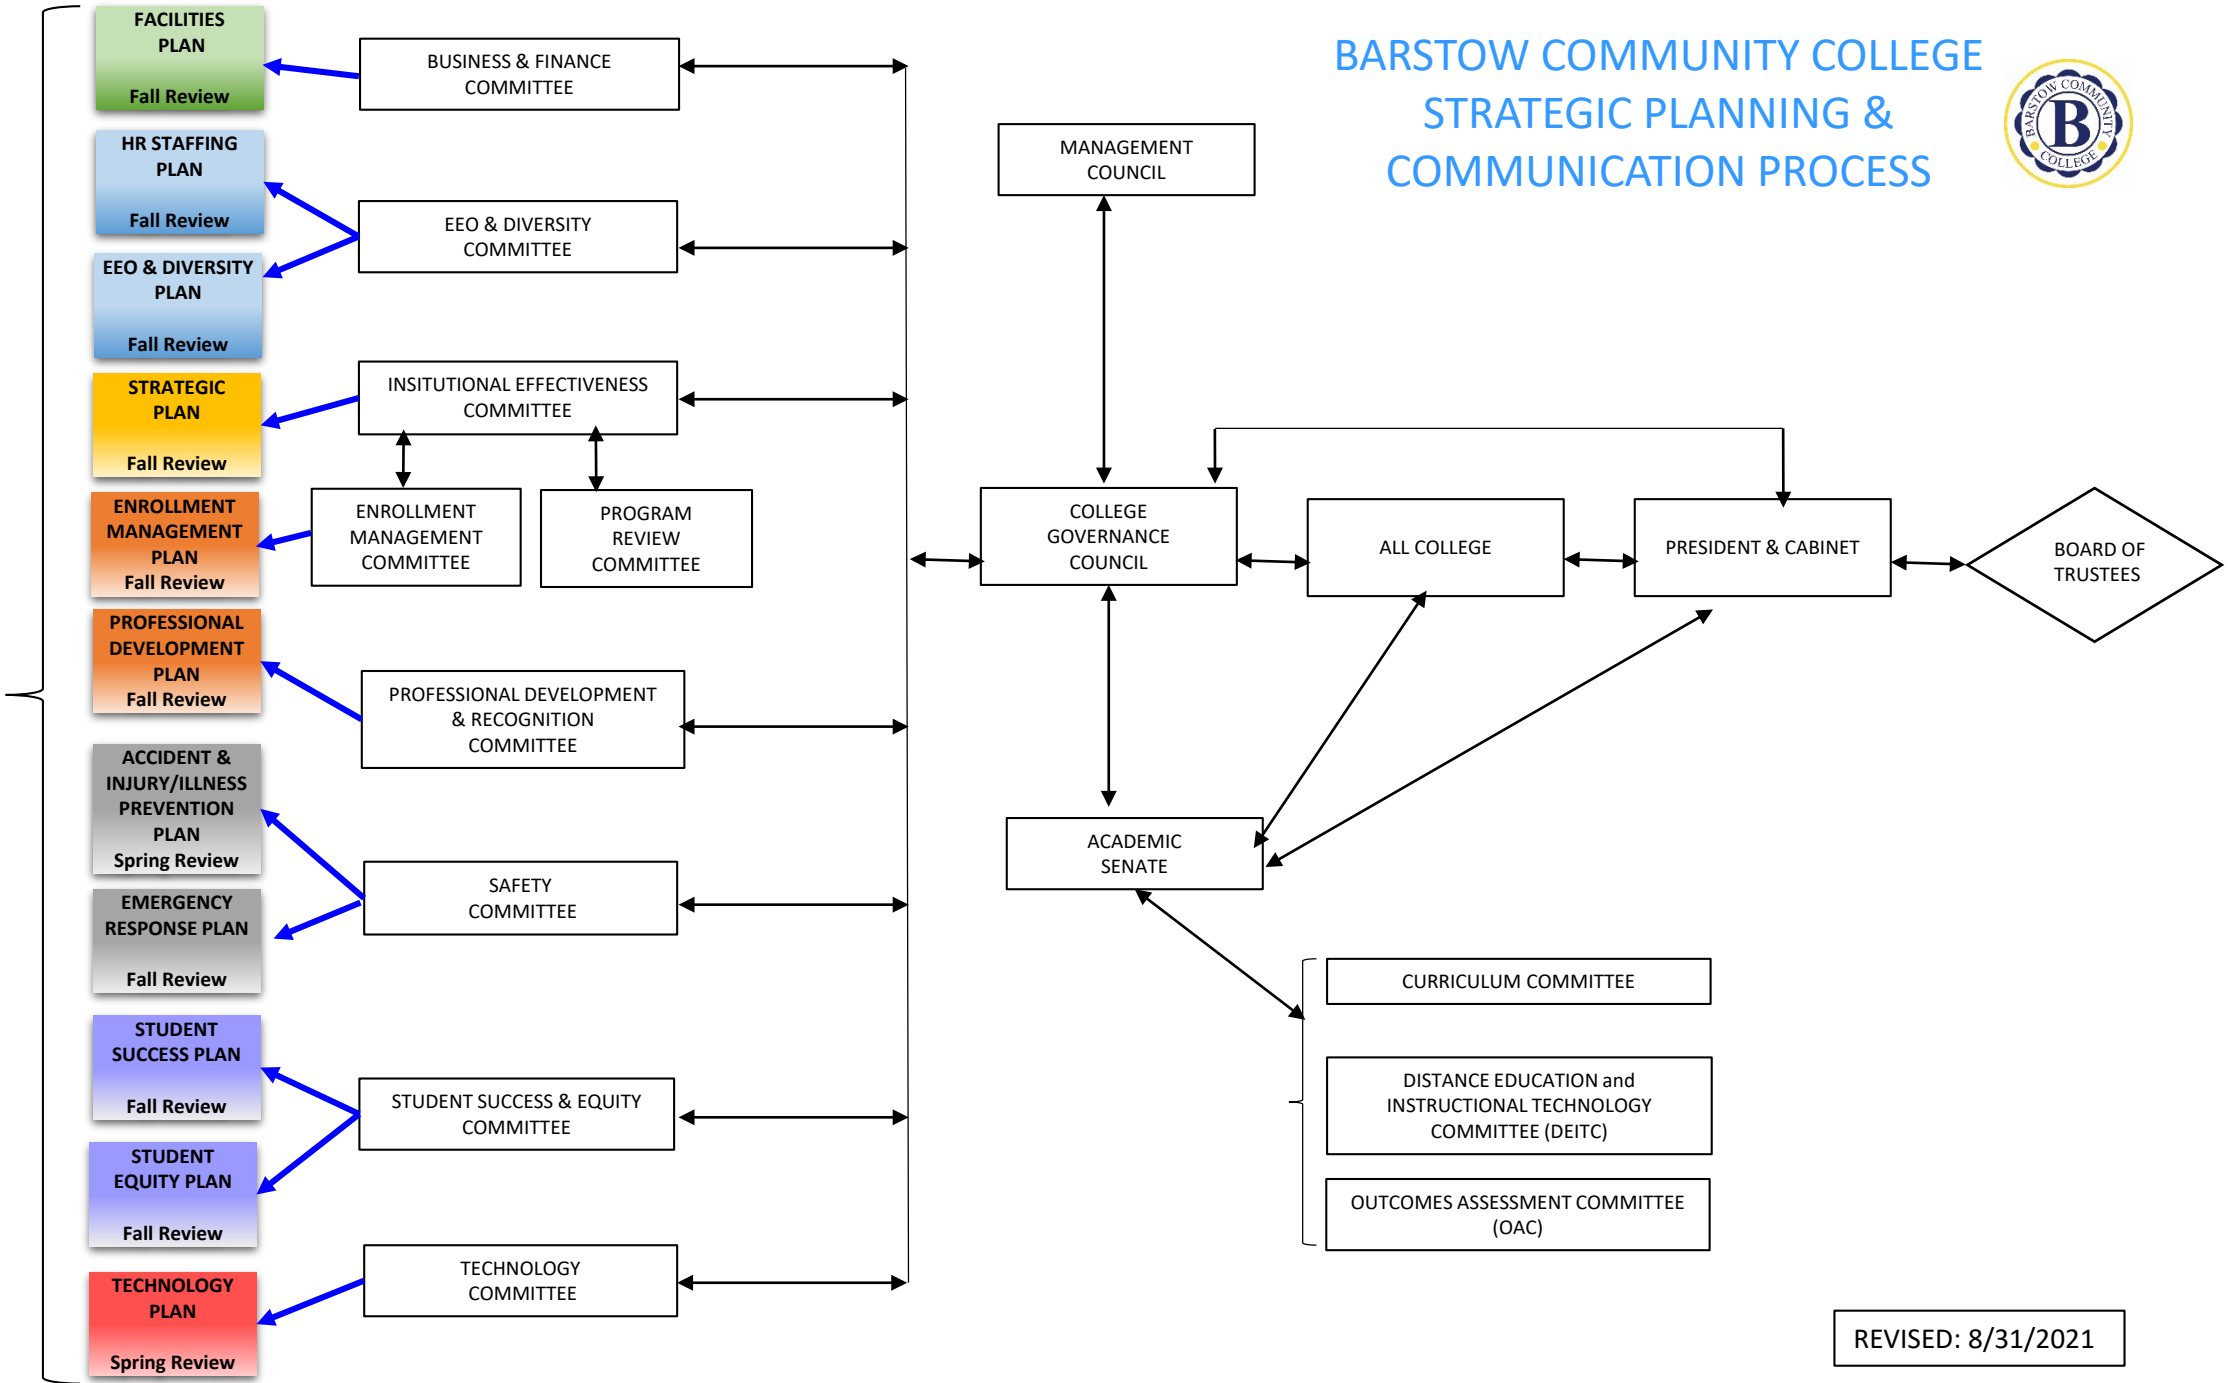 BARSTOW COMMUNITY COLLEGE
STRATEGIC PLANNING &
COMMUNICATION PROCESS
BARSTOW COMMUNITY
B
COLLEGE
FACILITIES
PLAN
Fall Review
HR STAFFING
PLAN
Fall Review
EEO & DIVERSITY
PLAN
Fall Review
STRATEGIC
PLAN
Fall Review
ENROLLMENT
MANAGEMENT
PLAN
Fall Review
PROFESSIONAL
DEVELOPMENT
PLAN
Fall Review
ACCIDENT &
INJURY/ILLNESS
PREVENTION
PLAN
Spring Review
EMERGENCY
RESPONSE PLAN
Fall Review
STUDENT
SUCCESS PLAN
Fall Review
STUDENT
EQUITY PLAN
Fall Review
TECHNOLOGY
PLAN
Spring Review
BUSINESS & FINANCE
COMMITTEE
EEO & DIVERSITY
COMMITTEE
INSITUTIONAL EFFECTIVENESS
COMMITTEE
ENROLLMENT
MANAGEMENT
COMMITTEE
PROGRAM
REVIEW
COMMITTEE
PROFESSIONAL DEVELOPMENT
& RECOGNITION
COMMITTEE
SAFETY
COMMITTEE
STUDENT SUCCESS & EQUITY
COMMITTEE
TECHNOLOGY
COMMITTEE
MANAGEMENT
COUNCIL
COLLEGE
GOVERNANCE
COUNCIL
ALL COLLEGE
PRESIDENT & CABINET
BOARD OF
TRUSTEES
ACADEMIC
SENATE
CURRICULUM COMMITTEE
DISTANCE EDUCATION and
INSTRUCTIONAL TECHNOLOGY
COMMITTEE (DEITC)
OUTCOMES ASSESSMENT COMMITTEE
(OAC)
REVISED: 8/31/2021